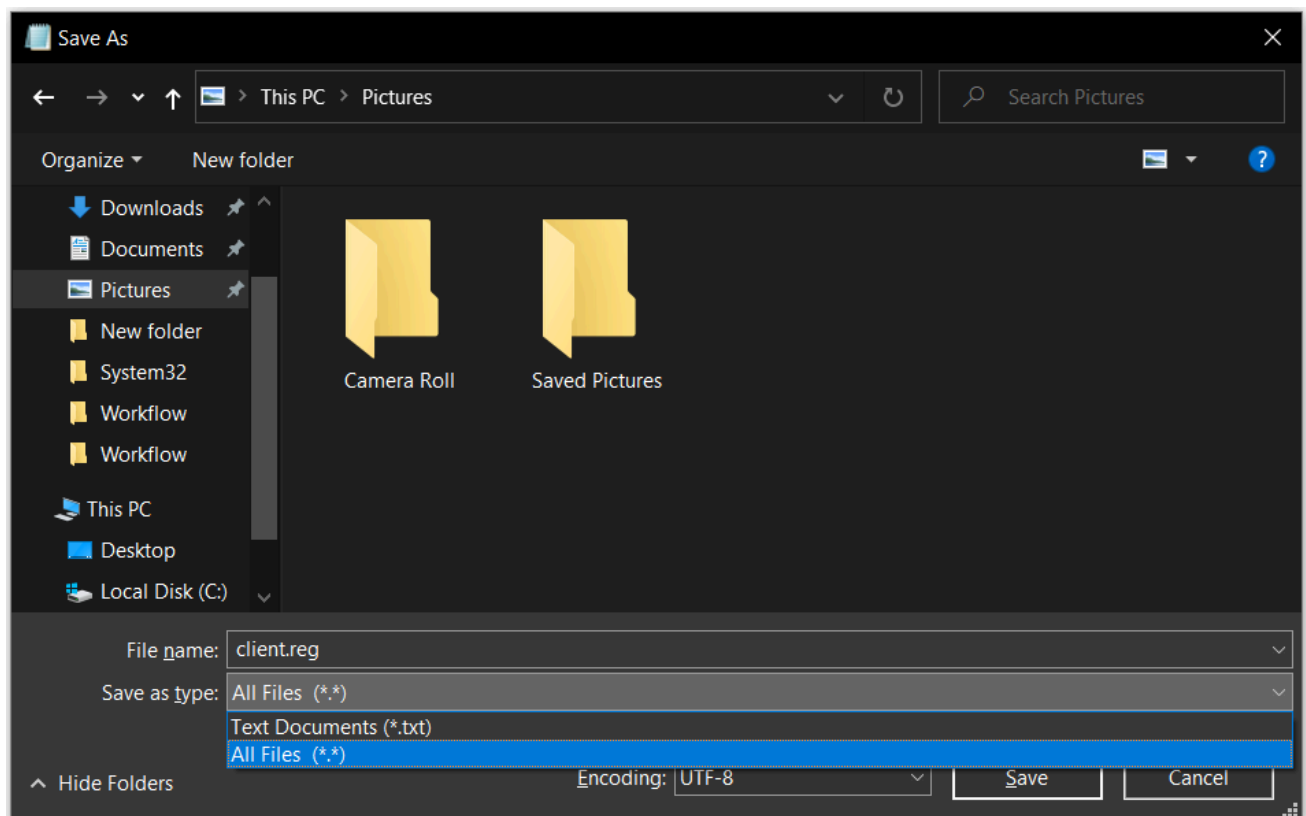 Save As
This PC > Pictures
Search Pictures
Organize
New folder
?
Downloads
Documents
Pictures
New folder
System32
Workflow
Workflow
This PC
Desktop
Local Disk (C:)
Camera Roll
Saved Pictures
File name: client.reg
Save as type: All Files (*.*)
Text Documents (*.txt)
All Files (*.*)
Hide Folders
Encoding: UTF-8
Save
Cancel